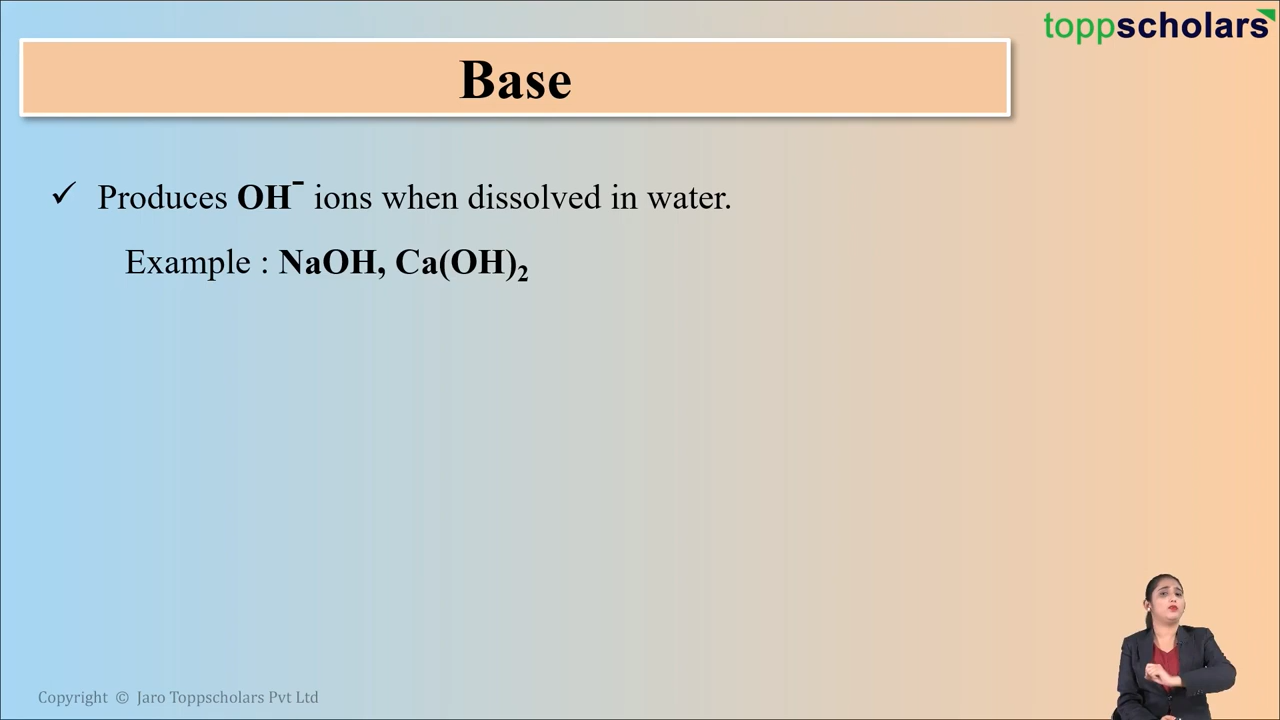 toppscholars
Base
✓ Produces OH⁻ ions when dissolved in water.
Example : NaOH, Ca(OH)₂
Copyright © Jaro Toppscholars Pvt Ltd